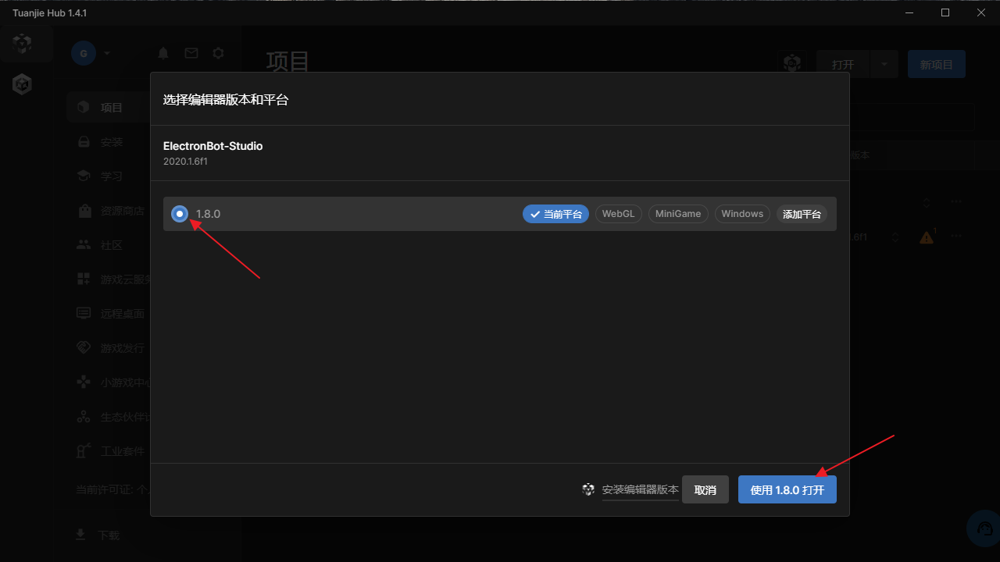 Tuanjie Hub 1.4.1
G
项目
打开
新项目
项目
安装
学习
资源商店
社区
游戏云服务
远程桌面
游戏发行
小游戏中心
生态伙伴计
工业套件
当前许可证: 个人
下载
版本
.6f1
1
选择编辑器版本和平台
ElectronBot-Studio
2020.1.6f1
1.8.0
当前平台
WebGL
MiniGame
Windows
添加平台
安装编辑器版本
取消
使用 1.8.0 打开